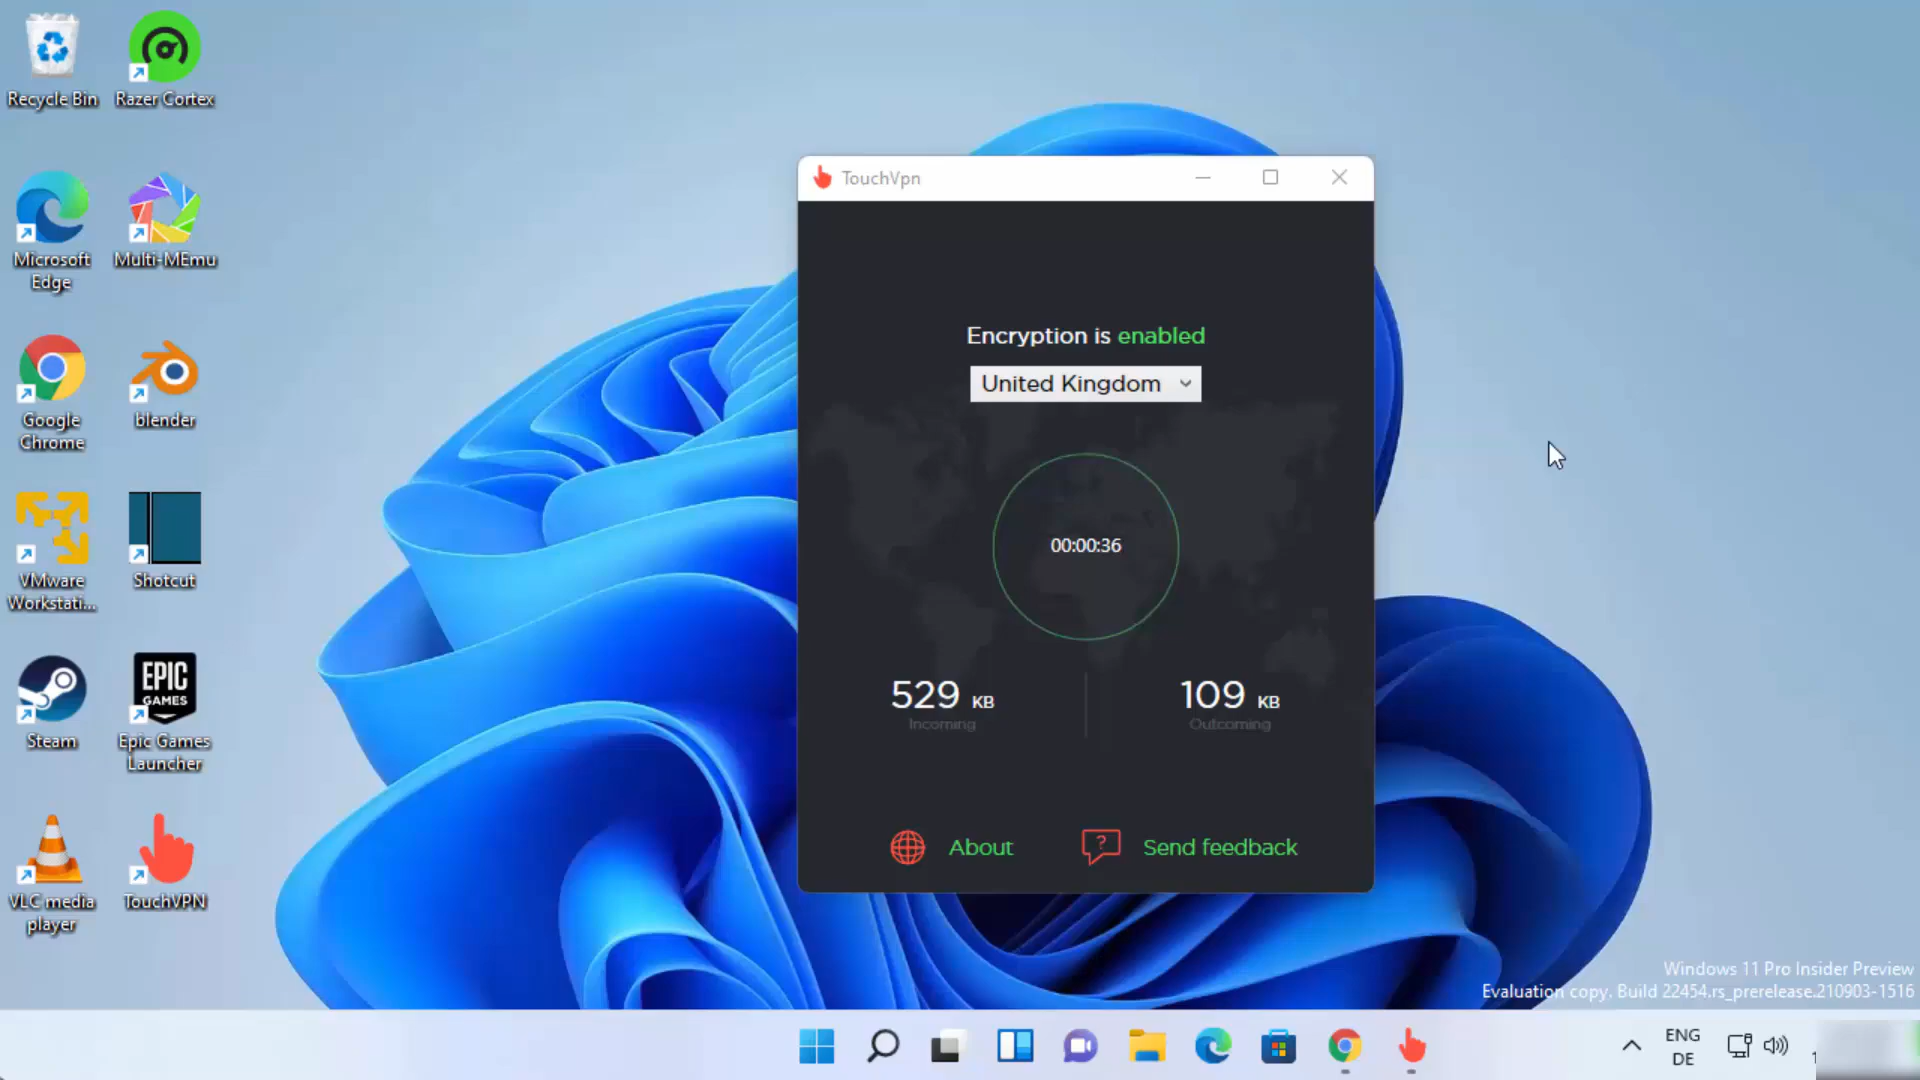 Recycle Bin
Razer Cortex
Microsoft
Edge
Multi-MEmu
Google
Chrome
blender
VMware
Workstati...
Shotcut
Steam
EPIC
GAMES
Epic Games
Launcher
VLC media
player
TouchVPN
TouchVpn
Encryption is enabled
United Kingdom
00:00:36
529 KB
Incoming
109 KB
Outcoming
?
About
Send feedback
Windows 11 Pro Insider Preview
Evaluation copy. Build 22454.rs_prerelease.210903-1516
ENG
DE